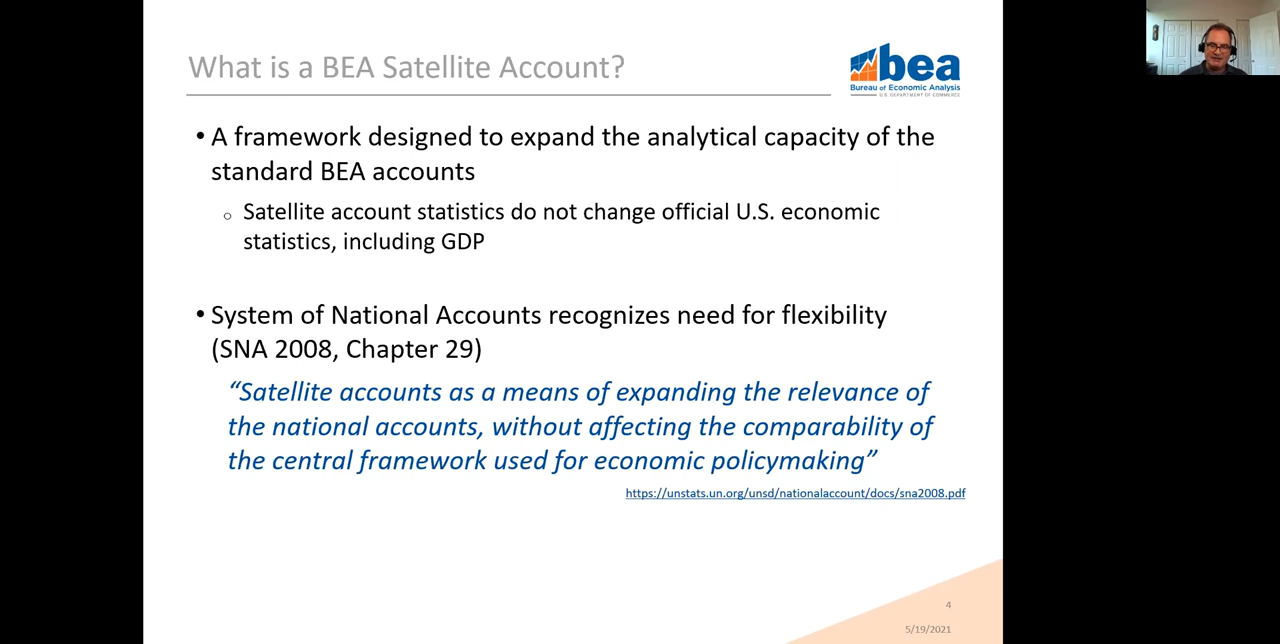 What is a BEA Satellite Account?
bea
Bureau of Economic Analysis
U.S. DEPARTMENT OF COMMERCE
• A framework designed to expand the analytical capacity of the
standard BEA accounts
o Satellite account statistics do not change official U.S. economic
statistics, including GDP
• System of National Accounts recognizes need for flexibility
(SNA 2008, Chapter 29)
“Satellite accounts as a means of expanding the relevance of
the national accounts, without affecting the comparability of
the central framework used for economic policymaking”
https://unstats.un.org/unsd/nationalaccount/docs/sna2008.pdf
4
5/19/2021